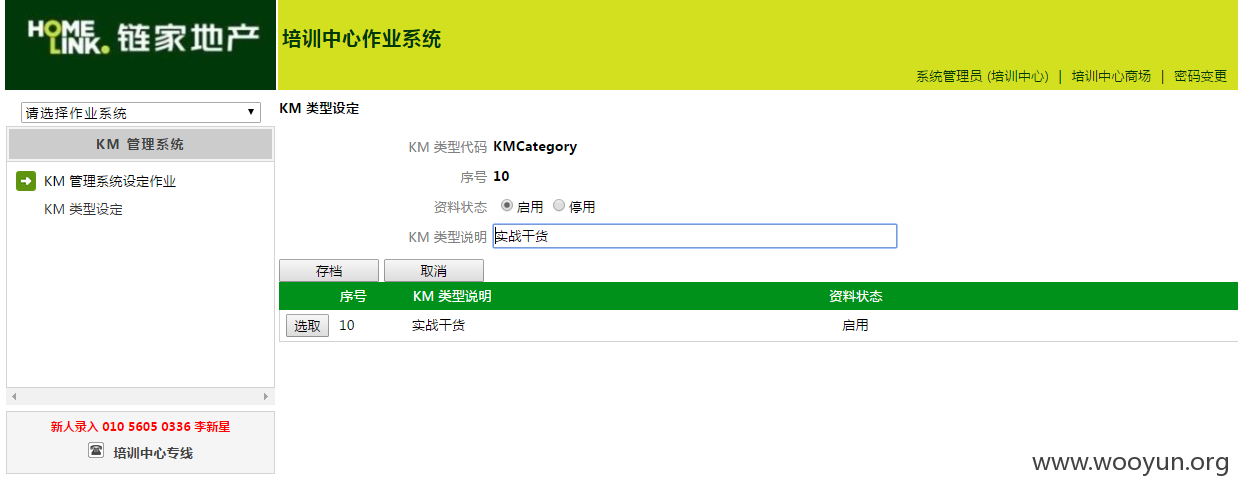 HOME LINK. 链家地产
培训中心作业系统
系统管理员 (培训中心) | 培训中心商场 | 密码变更
请选择作业系统
KM 管理系统
KM 管理系统设定作业
KM 类型设定
新人录入 010 5605 0336 李新星
培训中心专线
KM 类型设定
KM 类型代码 KMCategory
序号 10
资料状态 启用 停用
KM 类型说明 实战干货
存档 取消
序号 KM 类型说明 资料状态
选取 10 实战干货 启用
www.wooyun.org